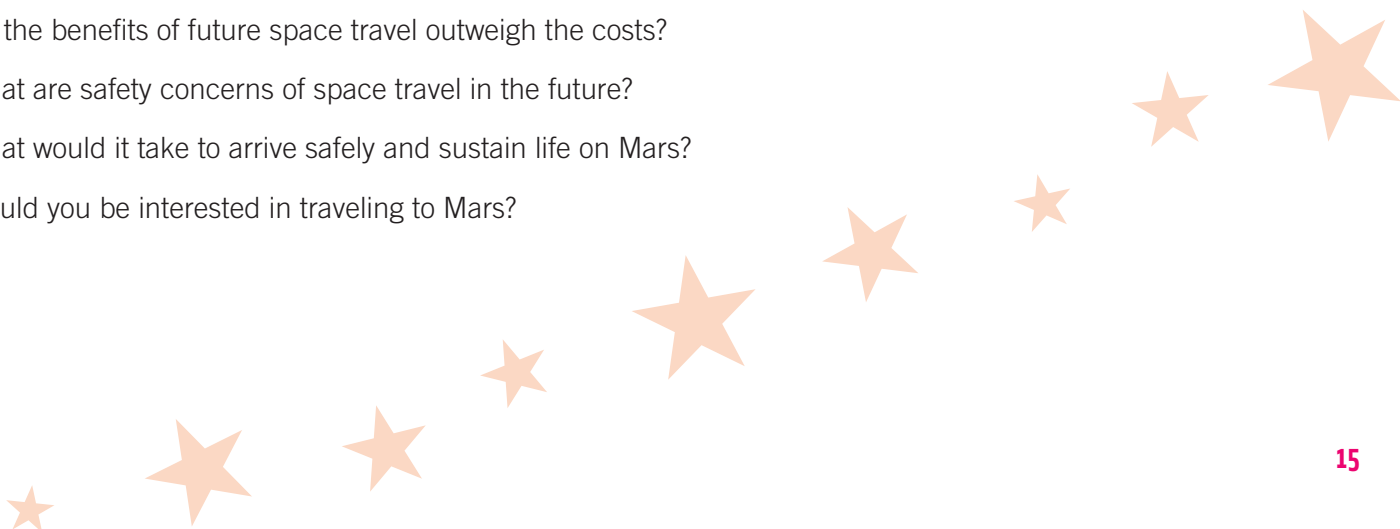 the benefits of future space travel outweigh the costs?
at are safety concerns of space travel in the future?
at would it take to arrive safely and sustain life on Mars?
uld you be interested in traveling to Mars?
15